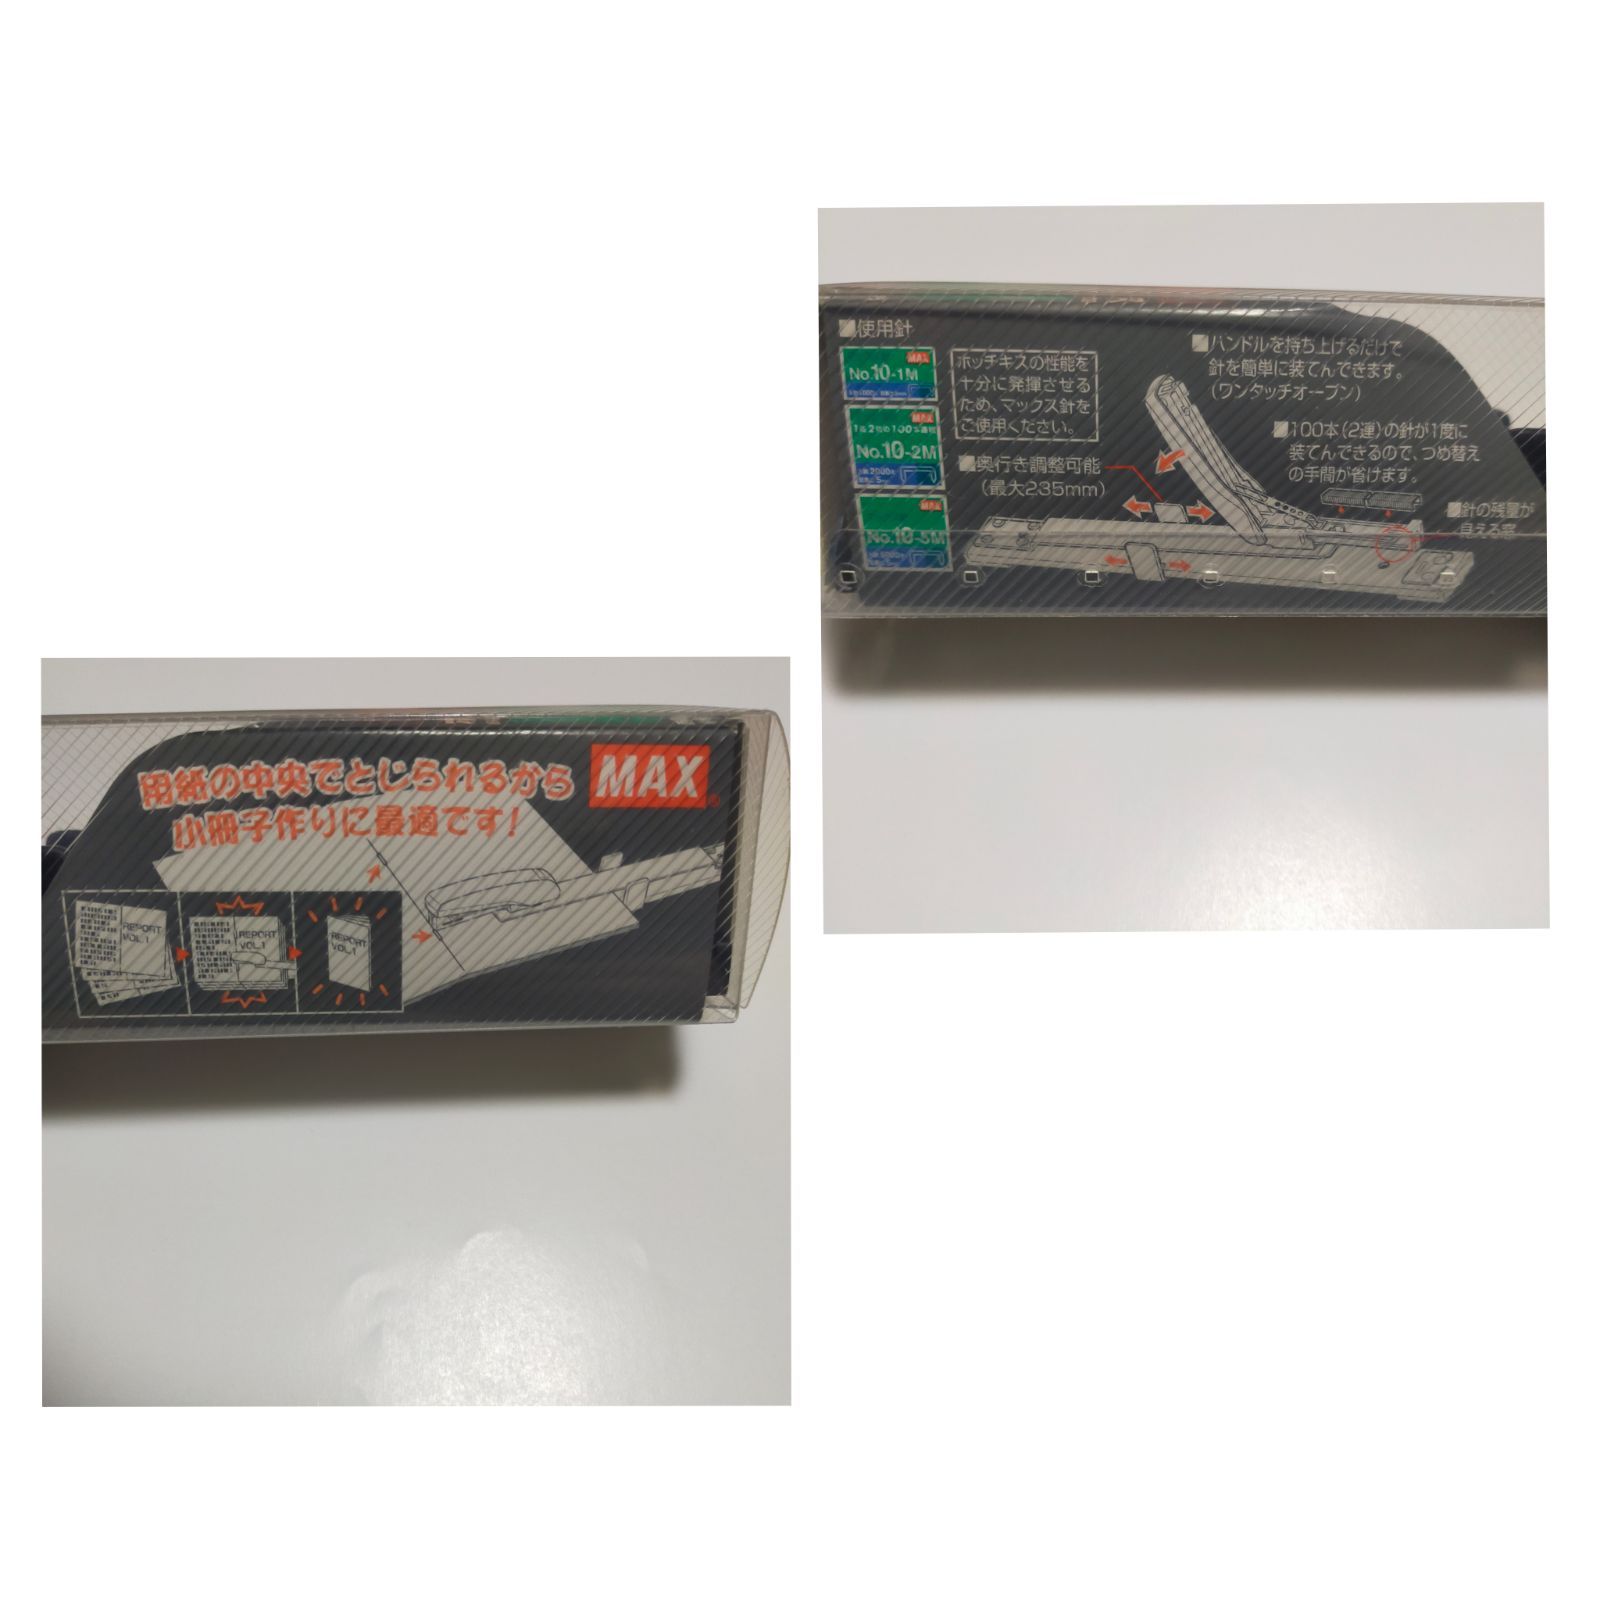 用紙の中央でとじられるから
小冊子作りに最適です!
MAX
REPORT
VOL.1
REPORT
VOL.1
REPORT
VOL.1
■使用針
MAX
No.10-1M
MAX
No.10-2M
2000
MAX
No.10-5M
ホッチキスの性能を
十分に発揮させる
ため、マックス針を
ご使用ください。
■奥行き調整可能
(最大235mm)
■ハンドルを持ち上げるだけで
針を簡単に装てんできます。
(ワンタッチオープン)
■100本(2連)の針が1度に
装てんできるので、つめ替え
の手間が省けます。
■針の残量が
見える窓